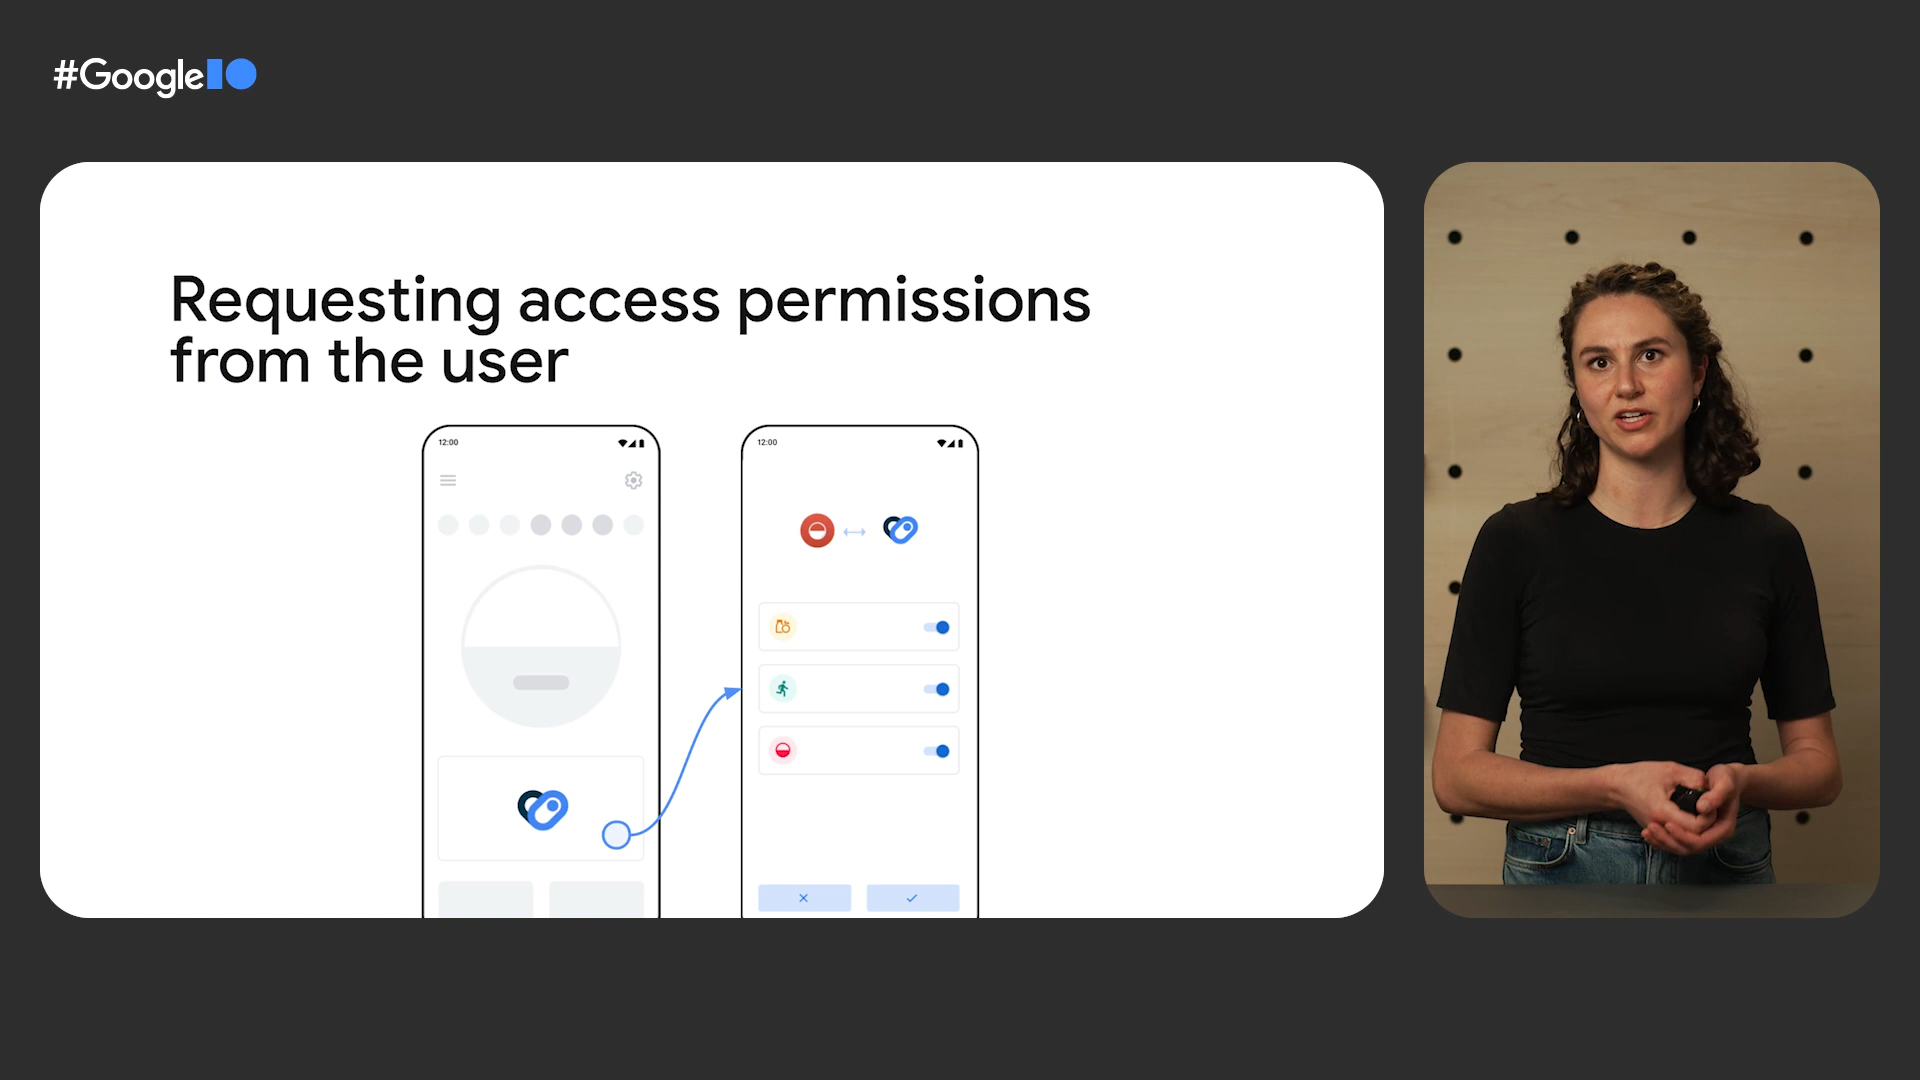 #GoogleIO
Requesting access permissions
from the user
12:00
12:00